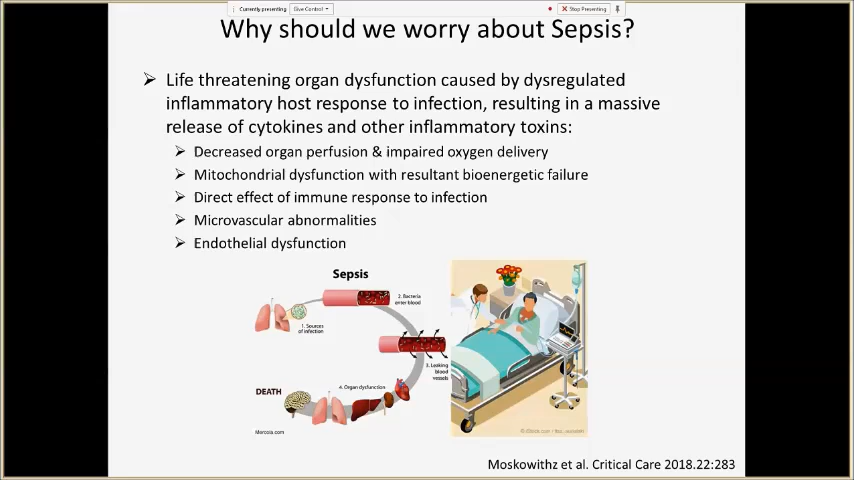 Currently presenting
Give Control
Stop Presenting
Why should we worry about Sepsis?
Life threatening organ dysfunction caused by dysregulated
inflammatory host response to infection, resulting in a massive
release of cytokines and other inflammatory toxins:
Decreased organ perfusion & impaired oxygen delivery
Mitochondrial dysfunction with resultant bioenergetic failure
Direct effect of immune response to infection
Microvascular abnormalities
Endothelial dysfunction
Sepsis
2. Bacteria
enter blood
1. Sources
of infection
3. Leaking
blood
vessels
4. Organ dysfunction
DEATH
Mercola.com
Moskowithz et al. Critical Care 2018.22:283